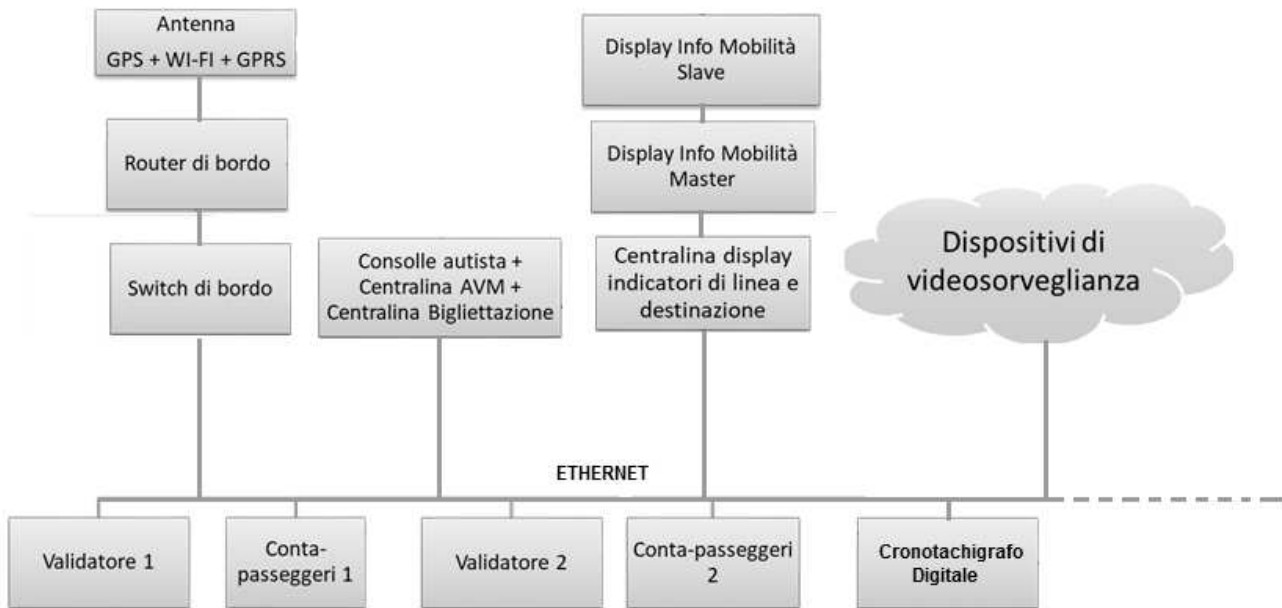 Antenna
GPS + WI-FI + GPRS
Display Info Mobilità
Slave
Router di bordo
Display Info Mobilità
Master
Switch di bordo
Consolle autista +
Centralina AVM +
Centralina Bigliettazione
Centralina display
indicatori di linea e
destinazione
Dispositivi di
videosorveglianza
ETHERNET
Validatore 1
Conta-
passeggeri 1
Validatore 2
Conta-passeggeri
2
Cronotachigrafo
Digitale